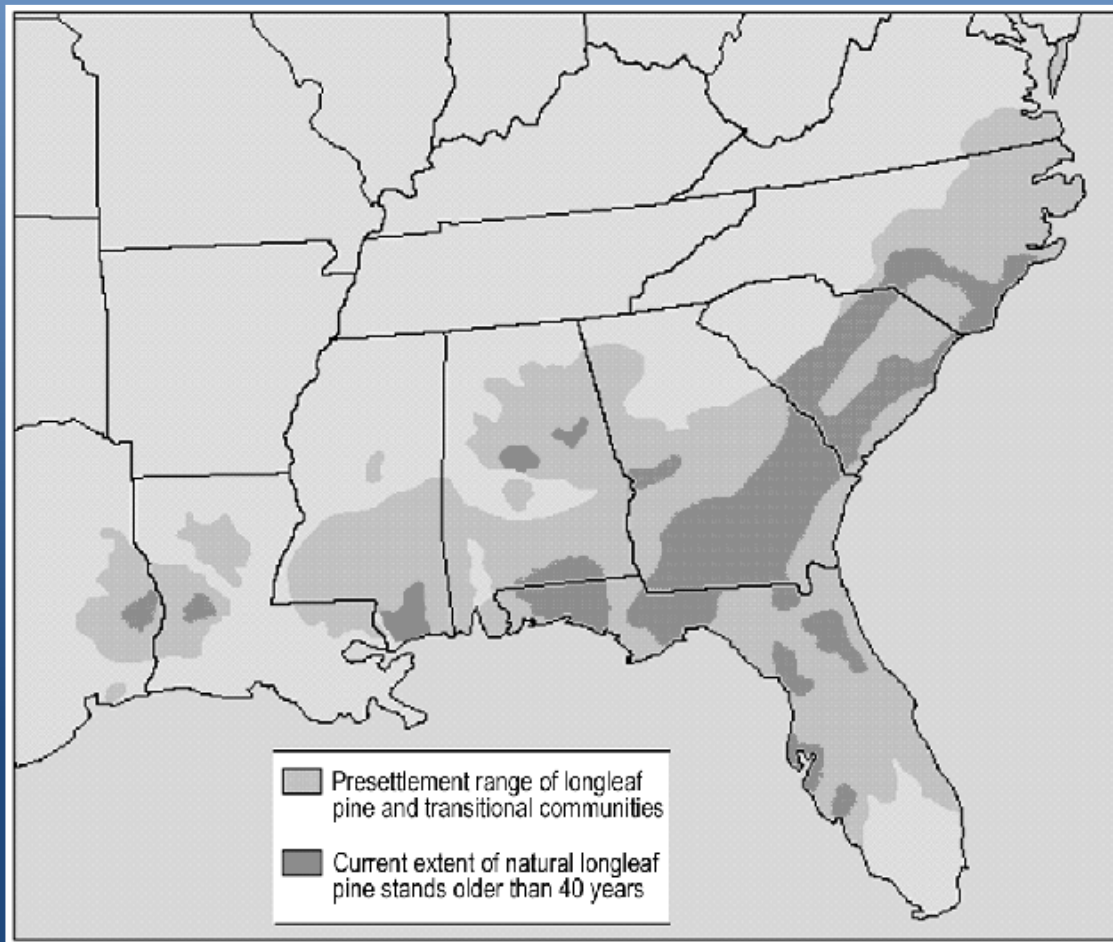 Presettlement range of longleaf
pine and transitional communities
Current extent of natural longleaf
pine stands older than 40 years